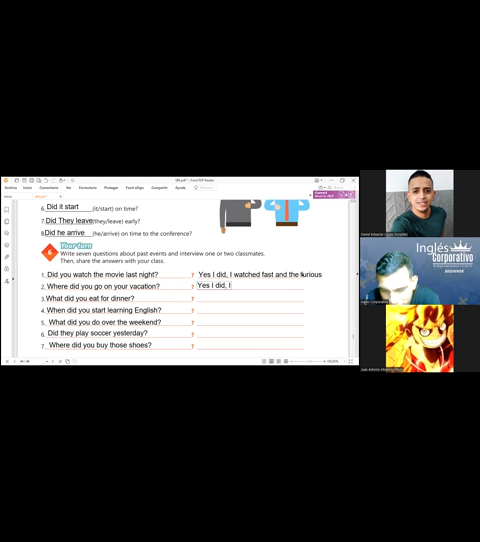 Archivo Inicio Comentario Ver Formulario Proteger Foxit eSign Compartir Ayuda
6. Did it start (it/start) on time?
7. Did They leave (they/leave) early?
8. Did he arrive (he/arrive) on time to the conference?
6 Your turn
Write seven questions about past events and interview one or two classmates.
Then, share the answers with your class.
1. Did you watch the movie last night? ? Yes I did, I watched fast and the furious
2. Where did you go on your vacation? ? Yes I did, I
3. What did you eat for dinner? ?
4. When did you start learning English? ?
5. What did you do over the weekend? ?
6. Did they play soccer yesterday? ?
7. Where did you buy those shoes? ?
Inglés
Corporativo
BEGINNER